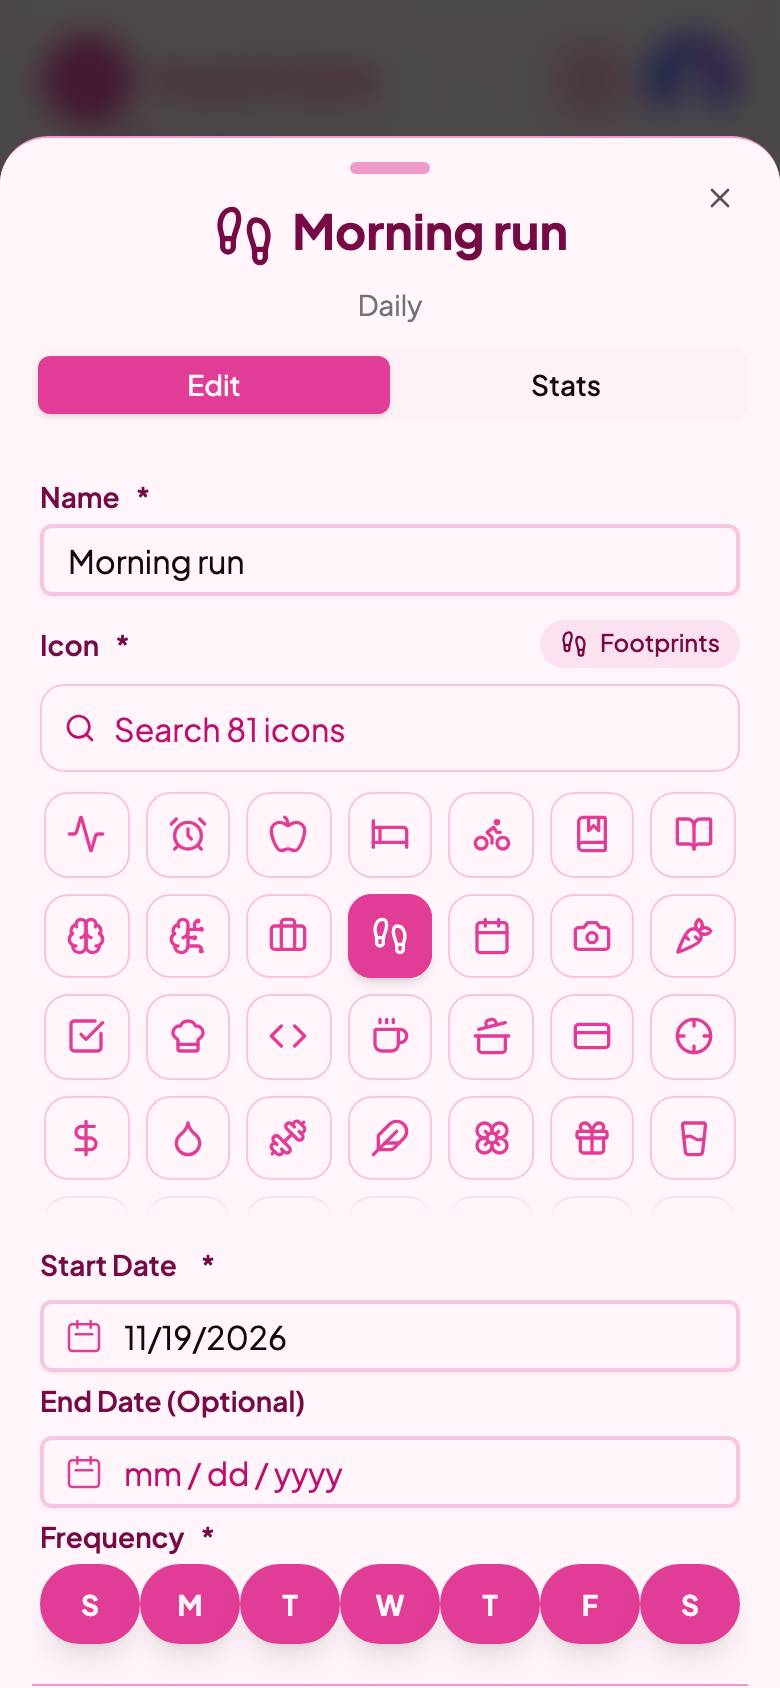 Morning run
Daily
Edit Stats
Name *
Morning run
Icon * Footprints
Search 81 icons
Start Date *
11/19/2026
End Date (Optional)
mm / dd / yyyy
Frequency *
S M T W T F S